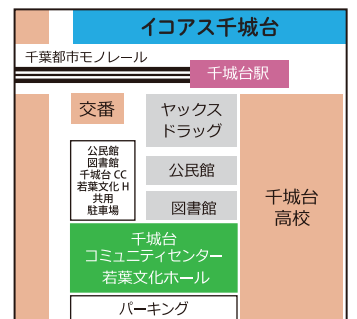 イコアス千城台
千葉都市モノレール
千城台駅
交番
ヤックス
ドラッグ
公民館
図書館
千城台 CC
若葉文化 H
共用
駐車場
公民館
図書館
千城台
高校
千城台
コミュニティセンター
若葉文化ホール
パーキング